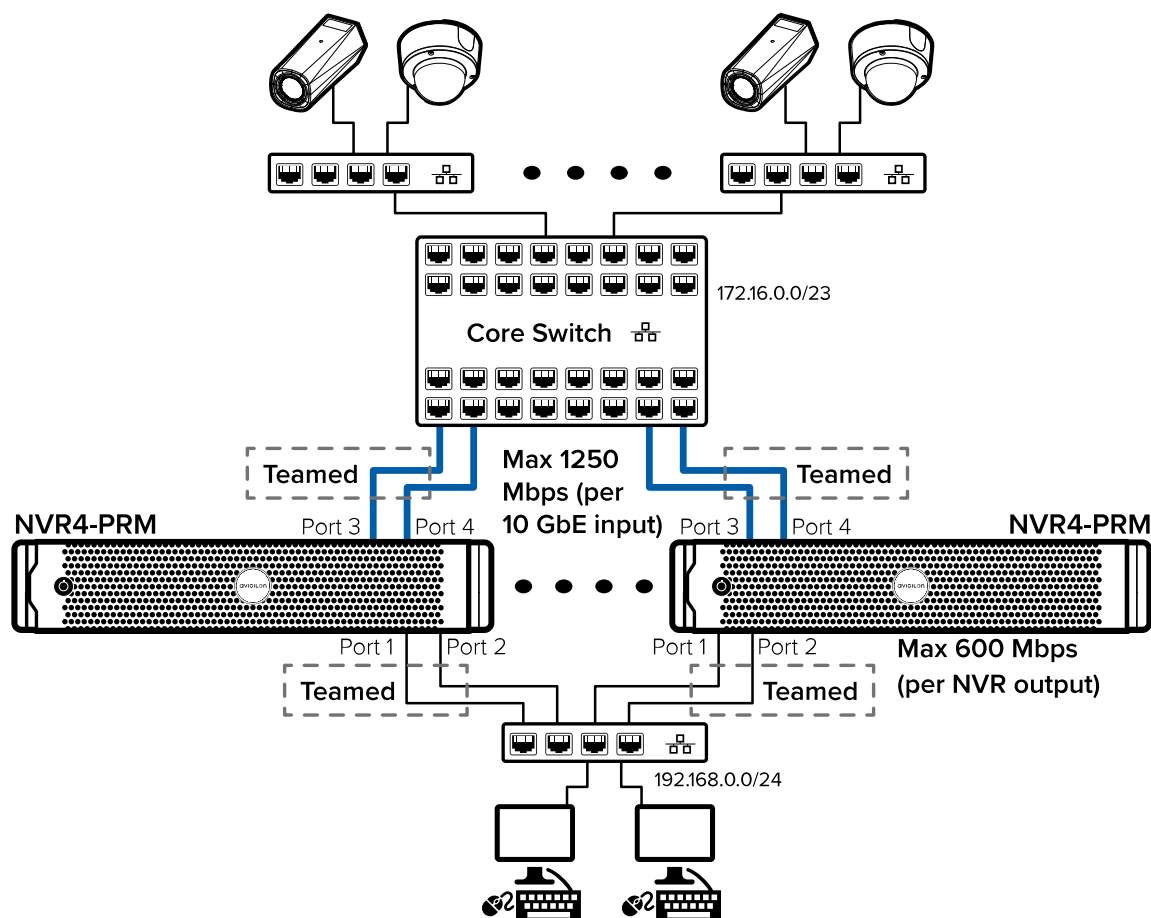 172.16.0.0/23
Core Switch
Teamed
Max 1250
Mbps (per
10 GbE input)
Teamed
NVR4-PRM
Port 3
Port 4
Port 3
Port 4
NVR4-PRM
AVIGILON
AVIGILON
Port 1
Port 2
Port 1
Port 2
Max 600 Mbps
(per NVR output)
Teamed
Teamed
192.168.0.0/24